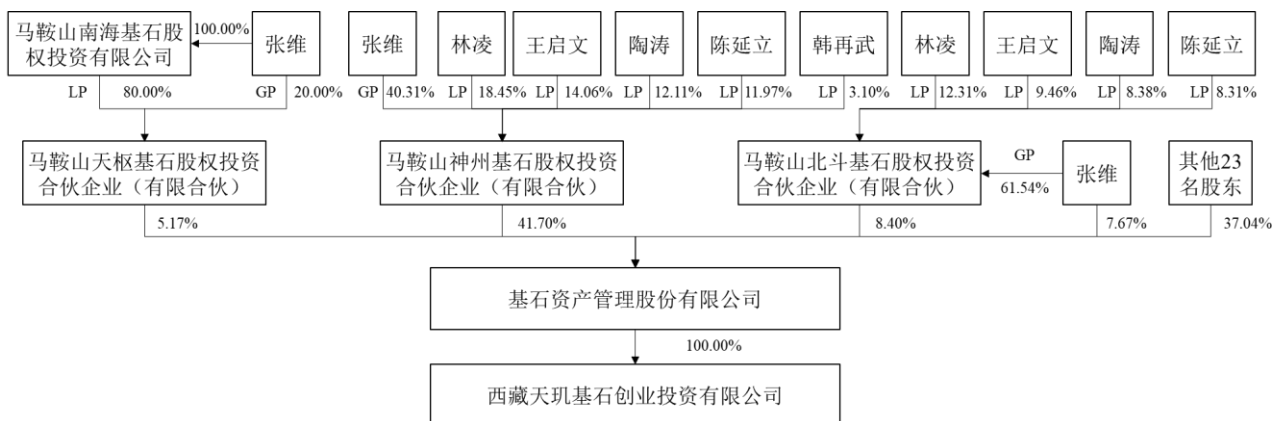 马鞍山南海基石股
权投资有限公司
100.00%
张维
张维
林凌
王启文
陶涛
陈延立
韩再武
林凌
王启文
陶涛
陈延立
LP
80.00%
GP
20.00%
GP
40.31%
LP
18.45%
LP
14.06%
LP
12.11%
LP
11.97%
LP
3.10%
LP
12.31%
LP
9.46%
LP
8.38%
LP
8.31%
马鞍山天枢基石股权投资
合伙企业（有限合伙）
马鞍山神州基石股权投资
合伙企业（有限合伙）
马鞍山北斗基石股权投资
合伙企业（有限合伙）
GP
61.54%
张维
其他23
名股东
5.17%
41.70%
8.40%
7.67%
37.04%
基石资产管理股份有限公司
100.00%
西藏天玑基石创业投资有限公司